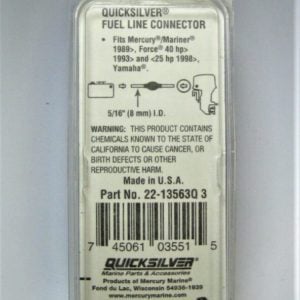 QUICKSILVER®
FUEL LINE CONNECTOR
• Fits Mercury®/Mariner®
1989>, Force® 40 hp>
1993> and <25 hp 1998>,
Yamaha®.
5/16" (8 mm) I.D.
WARNING: THIS PRODUCT CONTAINS
CHEMICALS KNOWN TO THE STATE OF
CALIFORNIA TO CAUSE CANCER, OR
BIRTH DEFECTS OR OTHER
REPRODUCTIVE HARM.
Made in U.S.A.
Part No. 22-13563Q 3
7 45061 03551 5
QUICKSILVER®
Marine Parts & Accessories
Products of Mercury Marine®
Fond du Lac, Wisconsin 54936-1939
www.mercurymarine.com